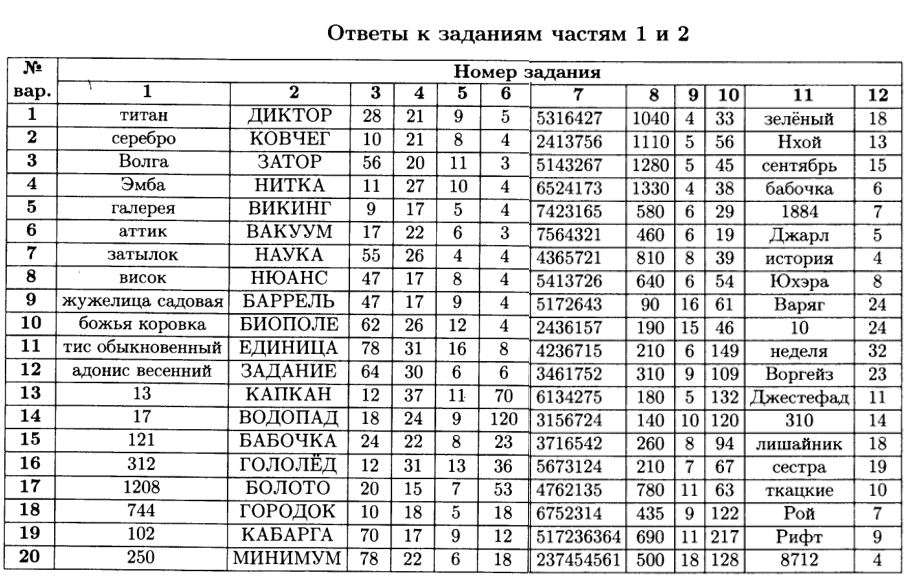 Ответы к заданиям частям 1 и 2
№ вар. Номер задания
1 2 3 4 5 6 7 8 9 10 11 12
1 титан ДИКТОР 28 21 9 5 5316427 1040 4 33 зелёный 18
2 серебро КОВЧЕГ 10 21 8 4 2413756 1110 5 56 Нхой 13
3 Волга ЗАТОР 56 20 11 3 5143267 1280 5 45 сентябрь 15
4 Эмба НИТКА 11 27 10 4 6524173 1330 4 38 бабочка 6
5 галерея ВИКИНГ 9 17 5 4 7423165 580 6 29 1884 7
6 аттик ВАКУУМ 17 22 6 3 7564321 460 6 19 Джарл 5
7 затылок НАУКА 55 26 4 4 4365721 810 8 39 история 4
8 висок НЮАНС 47 17 8 4 5413726 640 6 54 Юхэра 8
9 жужелица садовая БАРРЕЛЬ 47 17 9 4 5172643 90 16 61 Варяг 24
10 божья коровка БИОПОЛЕ 62 26 12 4 2436157 190 15 46 10 24
11 тис обыкновенный ЕДИНИЦА 78 31 16 8 4236715 210 6 149 неделя 32
12 адонис весенний ЗАДАНИЕ 64 30 6 6 3461752 310 9 109 Воргейз 23
13 13 КАПКАН 12 37 11 70 6134275 180 5 132 Джестефад 11
14 17 ВОДОПАД 18 24 9 120 3156724 140 10 120 310 14
15 121 БАБОЧКА 24 22 8 23 3716542 260 8 94 лишайник 18
16 312 ГОЛОЛЁД 12 31 13 36 5673124 210 7 67 сестра 19
17 1208 БОЛОТО 20 15 7 53 4762135 780 11 63 ткацкие 10
18 744 ГОРОДОК 10 18 5 18 6752314 435 9 122 Рой 7
19 102 КАБАРГА 70 17 9 12 517236364 690 11 217 Рифт 9
20 250 МИНИМУМ 78 22 6 18 237454561 500 18 128 8712 4